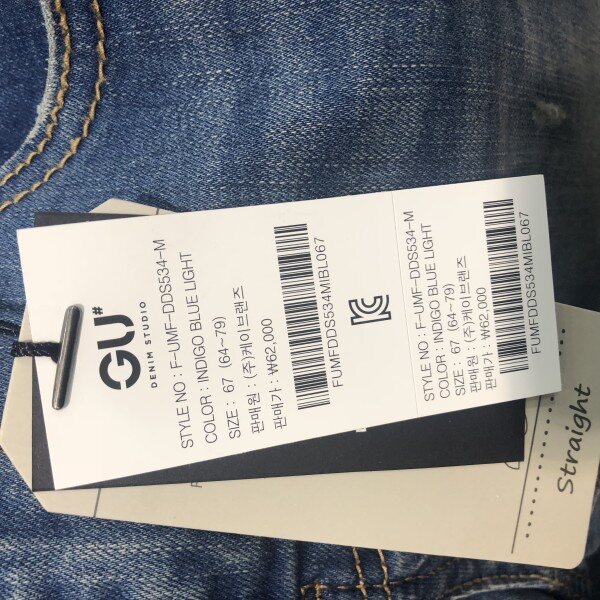 GU#
DENIM STUDIO
STYLE NO : F-UMF-DDS534-M
COLOR : INDIGO BLUE LIGHT
SIZE : 67 (64~79)
판매원 : (주)케이브랜즈
판매가 : ₩62,000
FUMFDDS534MIBL067
STYLE NO : F-UMF-DDS534-M
COLOR : INDIGO BLUE LIGHT
SIZE : 67 (64~79)
판매원 : (주)케이브랜즈
판매가 : ₩62,000
FUMFDDS534MIBL067
Straight